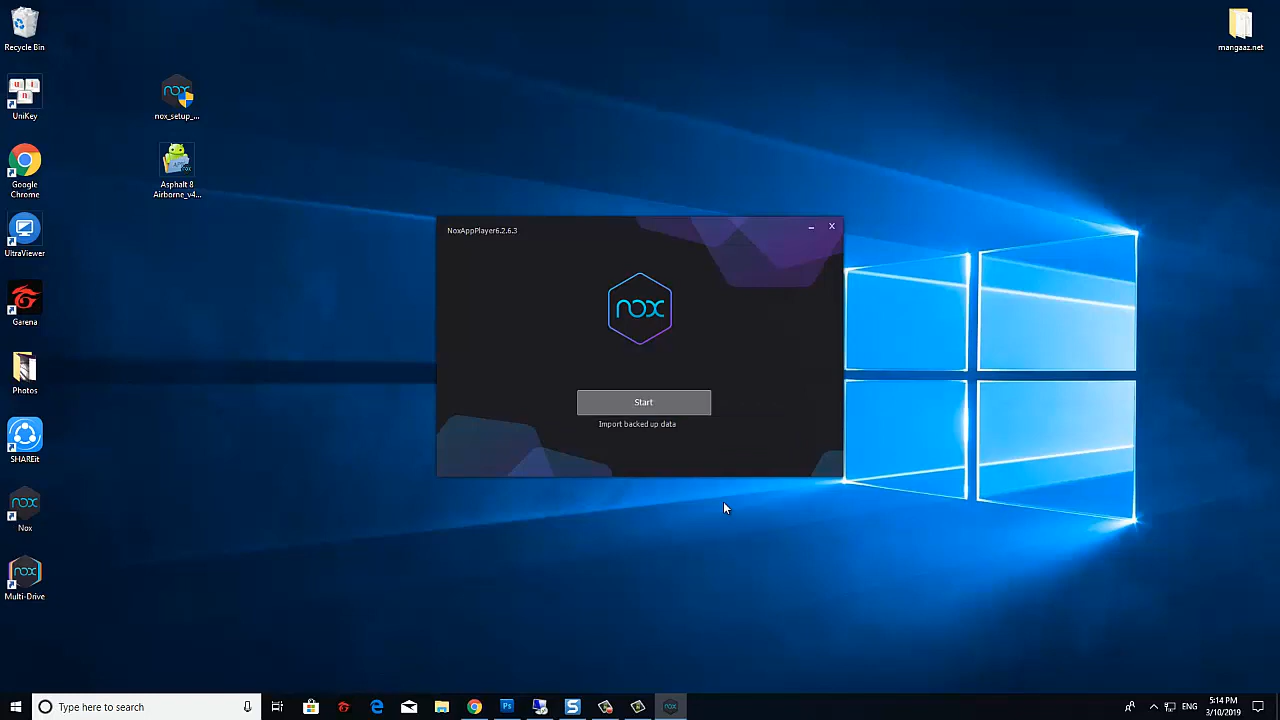 Recycle Bin
mangaaz.net
UniKey
nox_setup_...
Google
Chrome
Asphalt 8
Airborne_v4...
UltraViewer
Garena
Photos
SHAREit
Nox
Multi-Drive
NoxAppPlayer6.2.6.3
nox
Start
Import backed up data
Type here to search
ENG
5:14 PM
3/10/2019